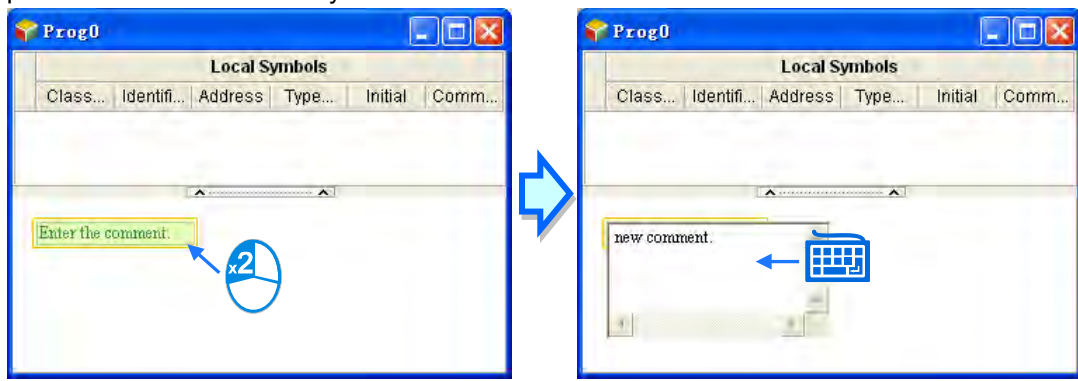 Prog0
Local Symbols
Class... Identifi... Address Type... Initial Comm...
Enter the comment.
x2
Prog0
Local Symbols
Class... Identifi... Address Type... Initial Comm...
new comment.